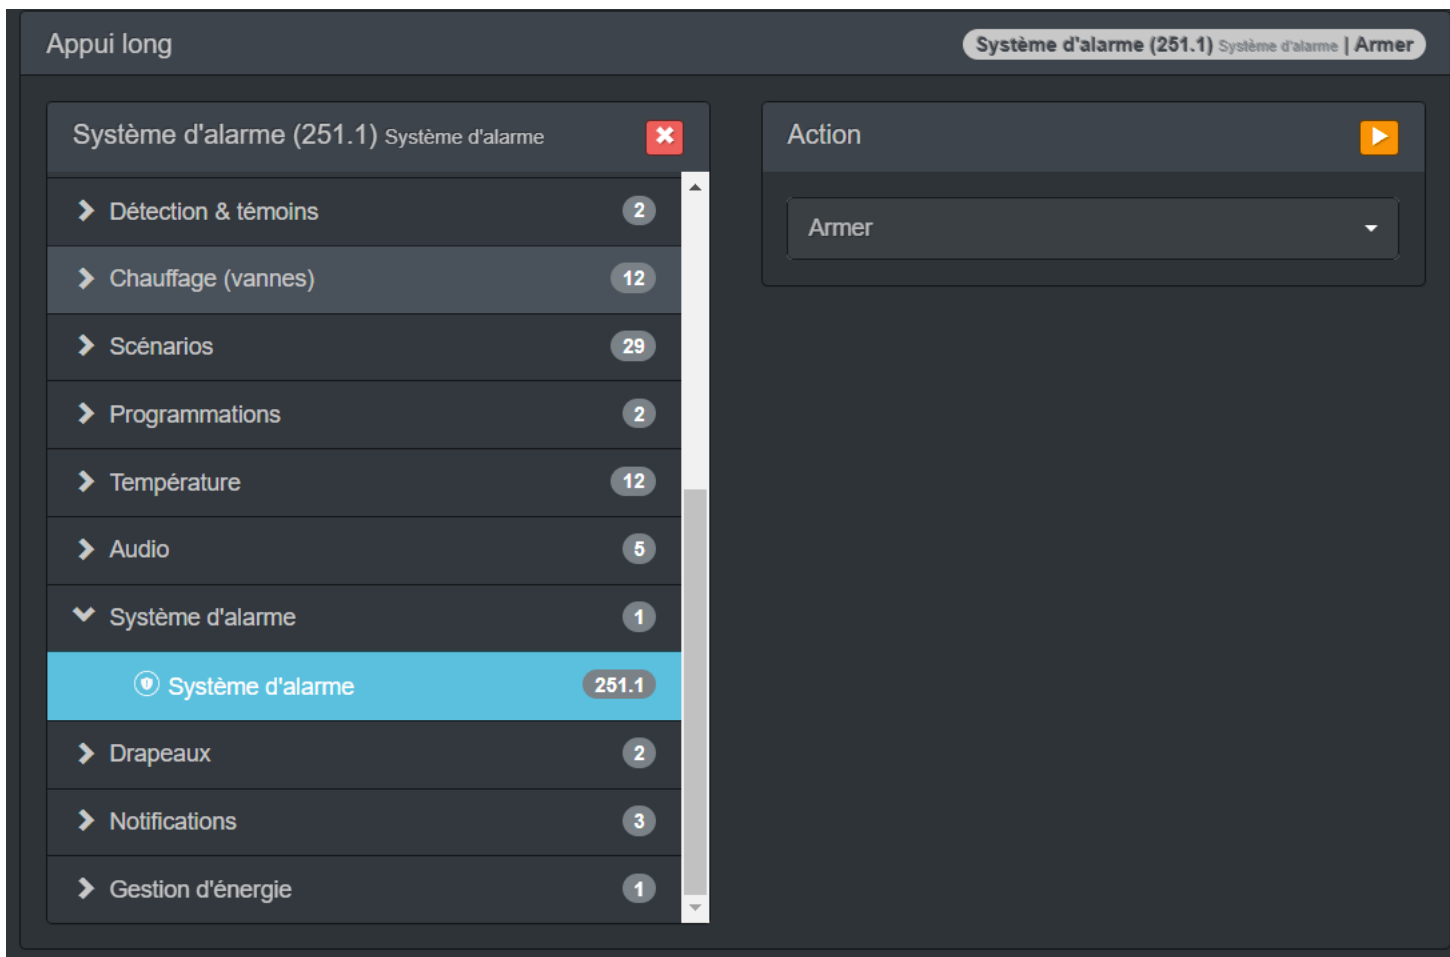 Appui long
Système d'alarme (251.1) Système d'alarme | Armer
Système d'alarme (251.1) Système d'alarme
Action
Détection & témoins 2
Armer
Chauffage (vannes) 12
Scénarios 29
Programmations 2
Température 12
Audio 5
Système d'alarme 1
Système d'alarme 251.1
Drapeaux 2
Notifications 3
Gestion d'énergie 1